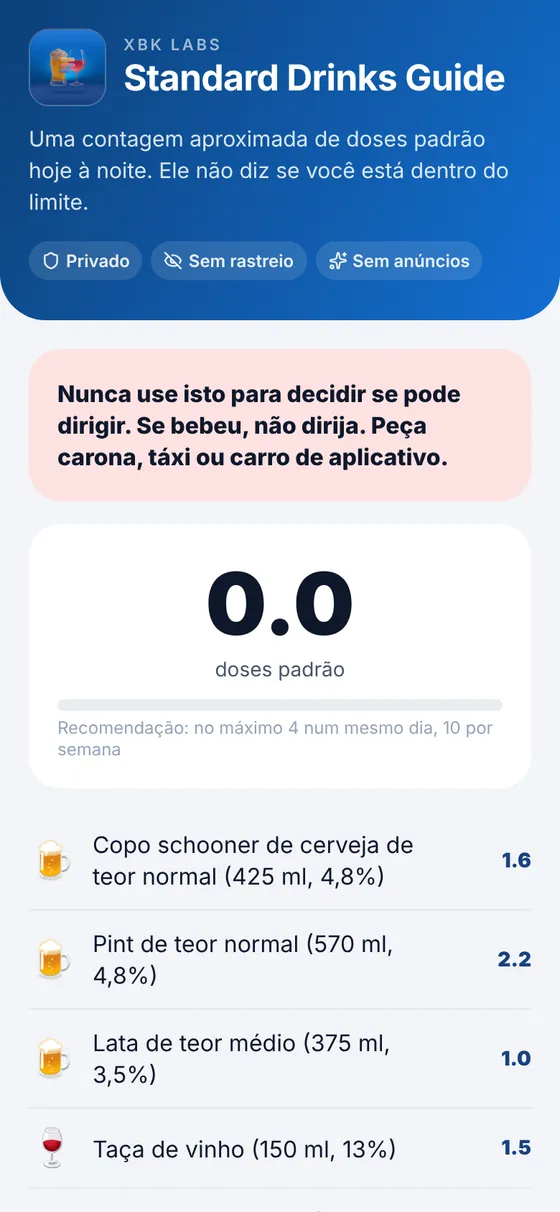 XBK LABS
Standard Drinks Guide
Uma contagem aproximada de doses padrão
hoje à noite. Ele não diz se você está dentro do
limite.
Privado
Sem rastreio
Sem anúncios
Nunca use isto para decidir se pode
dirigir. Se bebeu, não dirija. Peça
carona, táxi ou carro de aplicativo.
0.0
doses padrão
Recomendação: no máximo 4 num mesmo dia, 10 por
semana
Copo schooner de cerveja de
teor normal (425 ml, 4,8%)
1.6
Pint de teor normal (570 ml,
4,8%)
2.2
Lata de teor médio (375 ml,
3,5%)
1.0
Taça de vinho (150 ml, 13%)
1.5